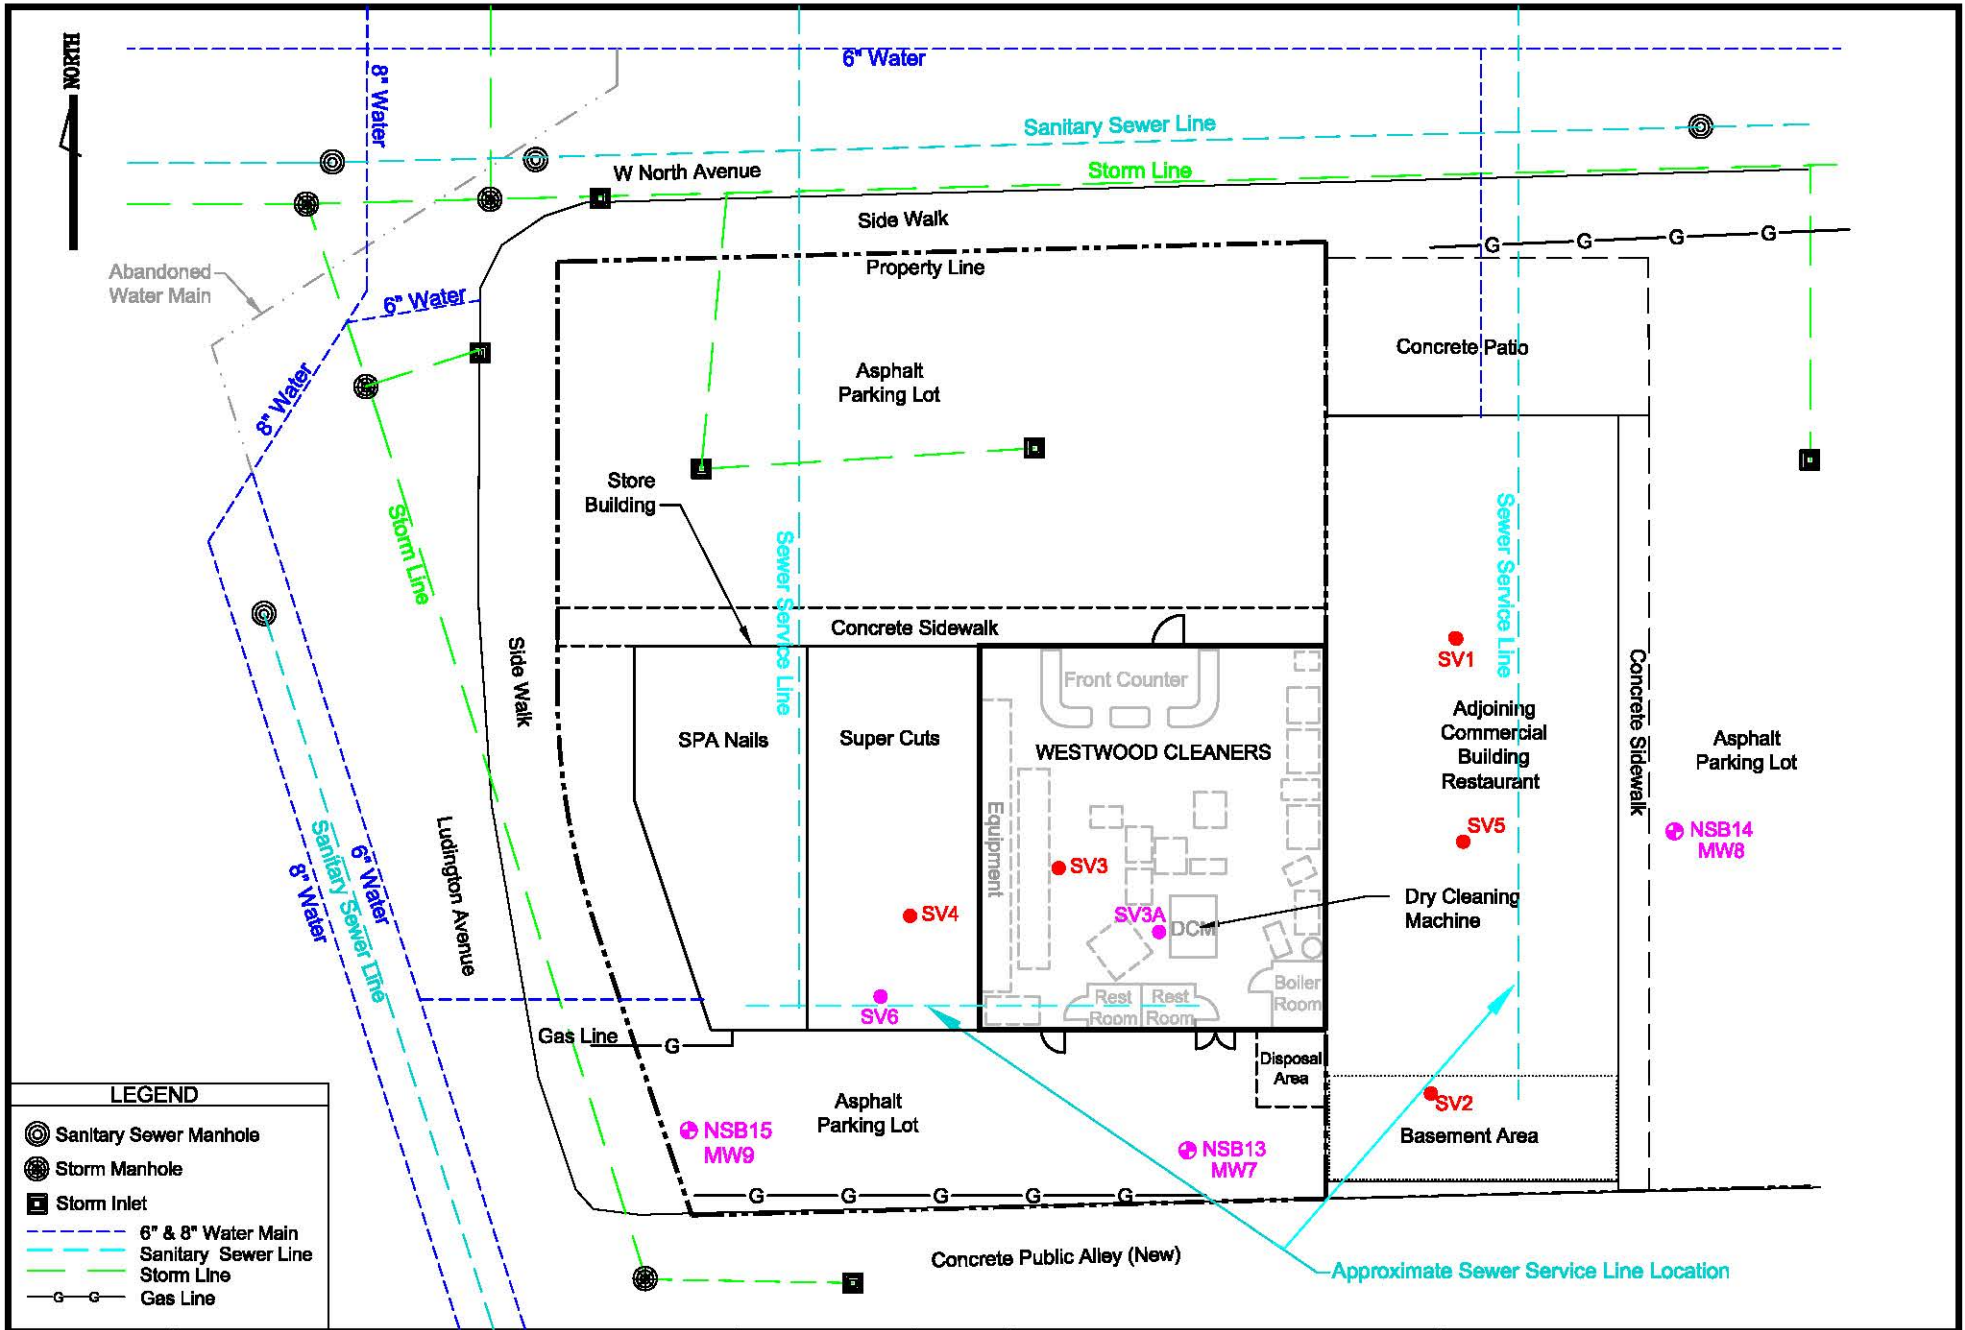 NORTH
8" Water
6" Water
Sanitary Sewer Line
W North Avenue
Storm Line
Side Walk
G G G G
Property Line
Abandoned
Water Main
6" Water
Concrete Patio
Asphalt
Parking Lot
8" Water
Store
Building
Storm Line
Sewer Service Line
Sewer Service Line
Concrete Sidewalk
Side Walk
SV1
Concrete Sidewalk
Front Counter
SPA Nails
Super Cuts
WESTWOOD CLEANERS
Adjoining
Commercial
Building
Restaurant
Asphalt
Parking Lot
Equipment
SV5
NSB14
MW8
SV3
Ludington Avenue
Sanitary Sewer Line
6" Water
8" Water
SV4
SV3A
DCM
Dry Cleaning
Machine
Boiler
Room
Rest
Room
Rest
Room
SV6
Gas Line
G
Disposal
Area
SV2
Basement Area
Asphalt
Parking Lot
NSB15
MW9
NSB13
MW7
G G G G G
Concrete Public Alley (New)
Approximate Sewer Service Line Location
LEGEND
Sanitary Sewer Manhole
Storm Manhole
Storm Inlet
6" & 8" Water Main
Sanitary Sewer Line
Storm Line
G G Gas Line